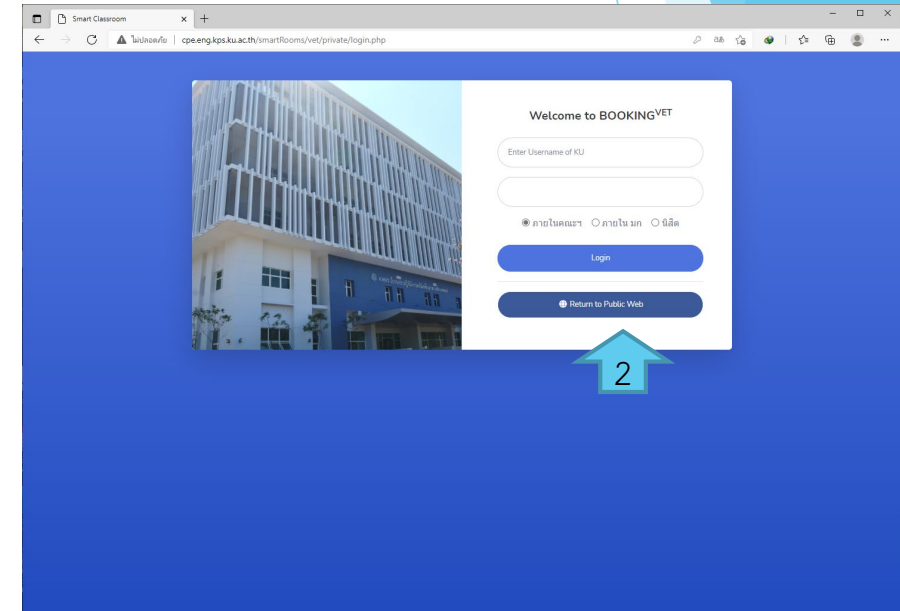 Smart Classroom
ไม่ปลอดภัย | cpe.eng.kps.ku.ac.th/smartRooms/vet/private/login.php
Welcome to BOOKINGVET
Enter Username of KU
ภายในคณะฯ ภายใน มก นิสิต
Login
Return to Public Web
2